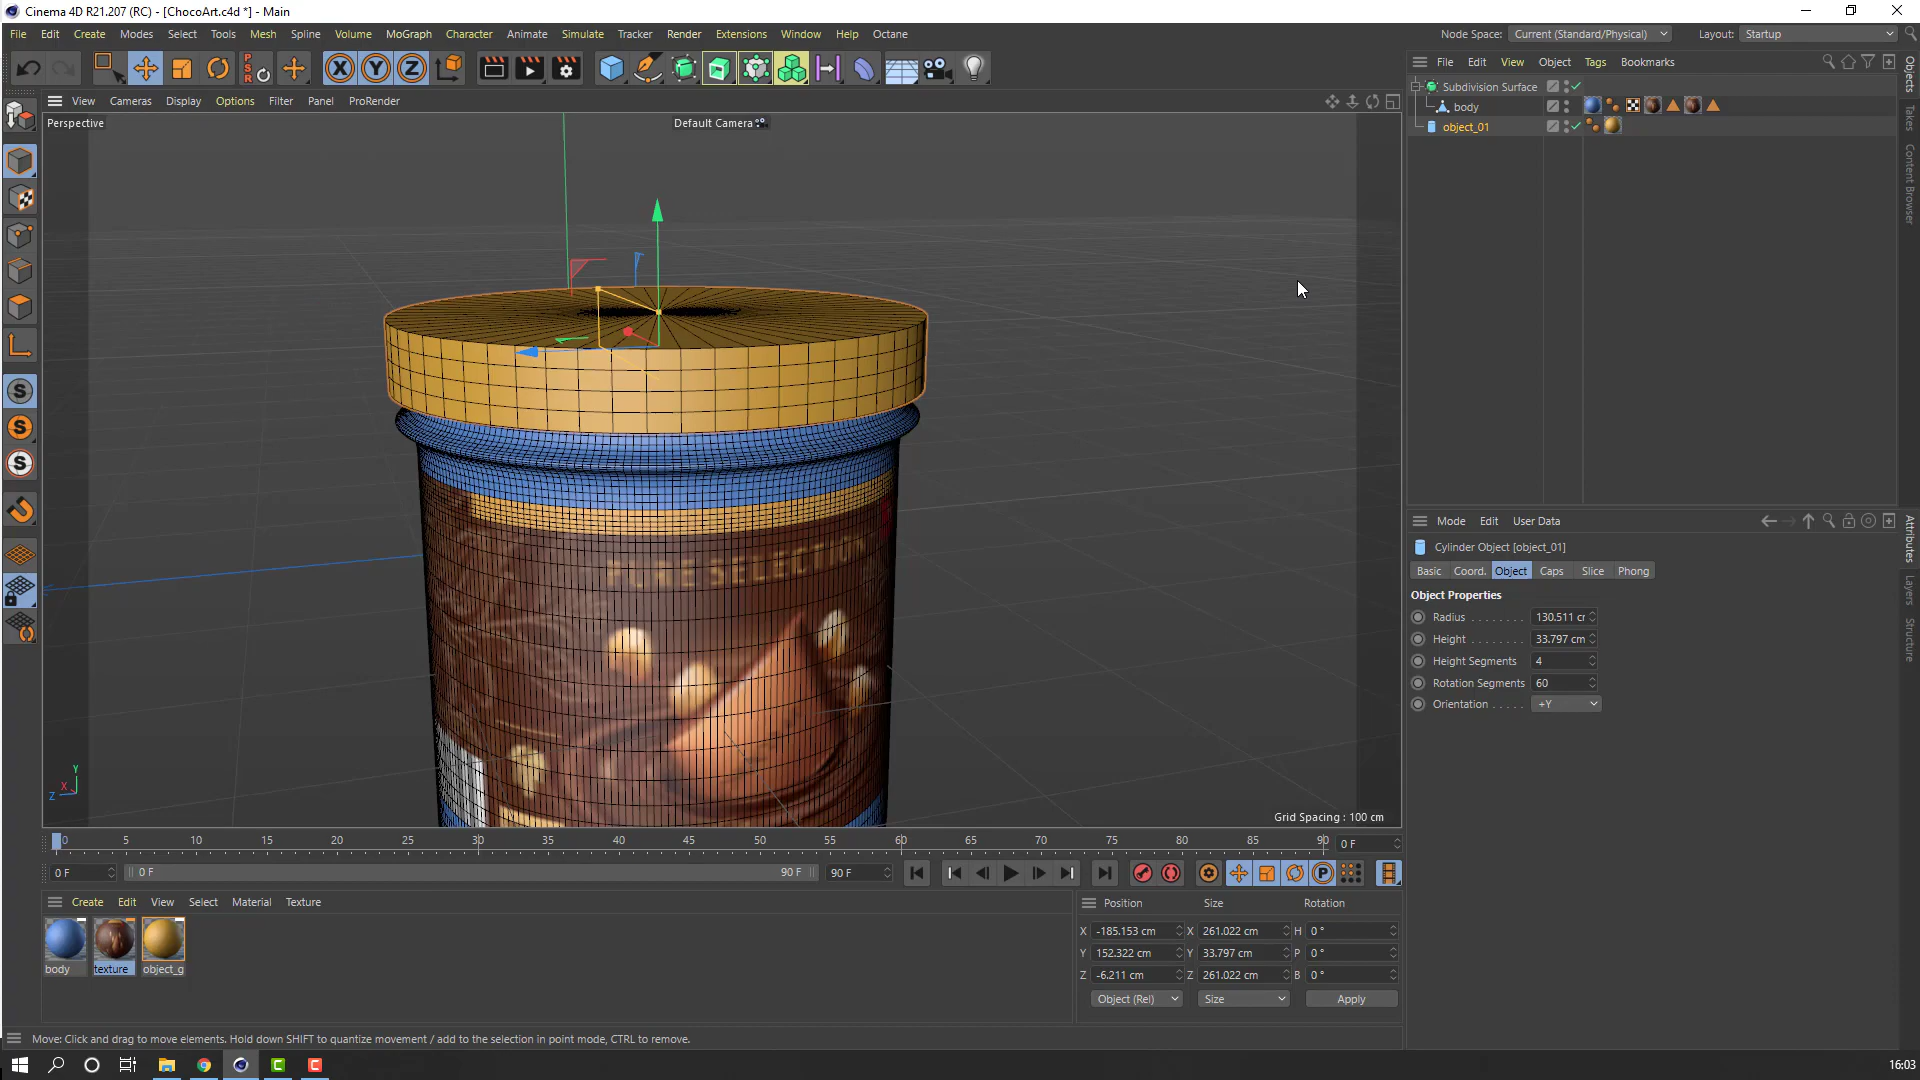 Cinema 4D R21.207 (RC) - [ChocoArt.c4d *] - Main
File Edit Create Modes Select Tools Mesh Spline Volume MoGraph Character Animate Simulate Tracker Render Extensions Window Help Octane
Node Space: Current (Standard/Physical) Layout: Startup
View Cameras Display Options Filter Panel ProRender
Perspective
Default Camera
PURE SELECTION
Grid Spacing : 100 cm
File Edit View Object Tags Bookmarks
Subdivision Surface
body
object_01
Objects
Takes
Content Browser
Mode Edit User Data
Cylinder Object [object_01]
Basic Coord. Object Caps Slice Phong
Object Properties
Radius . . . . . . . . 130.511 cr
Height . . . . . . . . 33.797 cm
Height Segments 4
Rotation Segments 60
Orientation . . . . . +Y
Attributes
Layers
Structure
0 5 10 15 20 25 30 35 40 45 50 55 60 65 70 75 80 85 90 0 F
0 F 0 F 90 F 90 F
Create Edit View Select Material Texture
body texture object_g
Position Size Rotation
X -185.153 cm X 261.022 cm H 0 °
Y 152.322 cm Y 33.797 cm P 0 °
Z -6.211 cm Z 261.022 cm B 0 °
Object (Rel) Size Apply
Move: Click and drag to move elements. Hold down SHIFT to quantize movement / add to the selection in point mode, CTRL to remove.
16:03